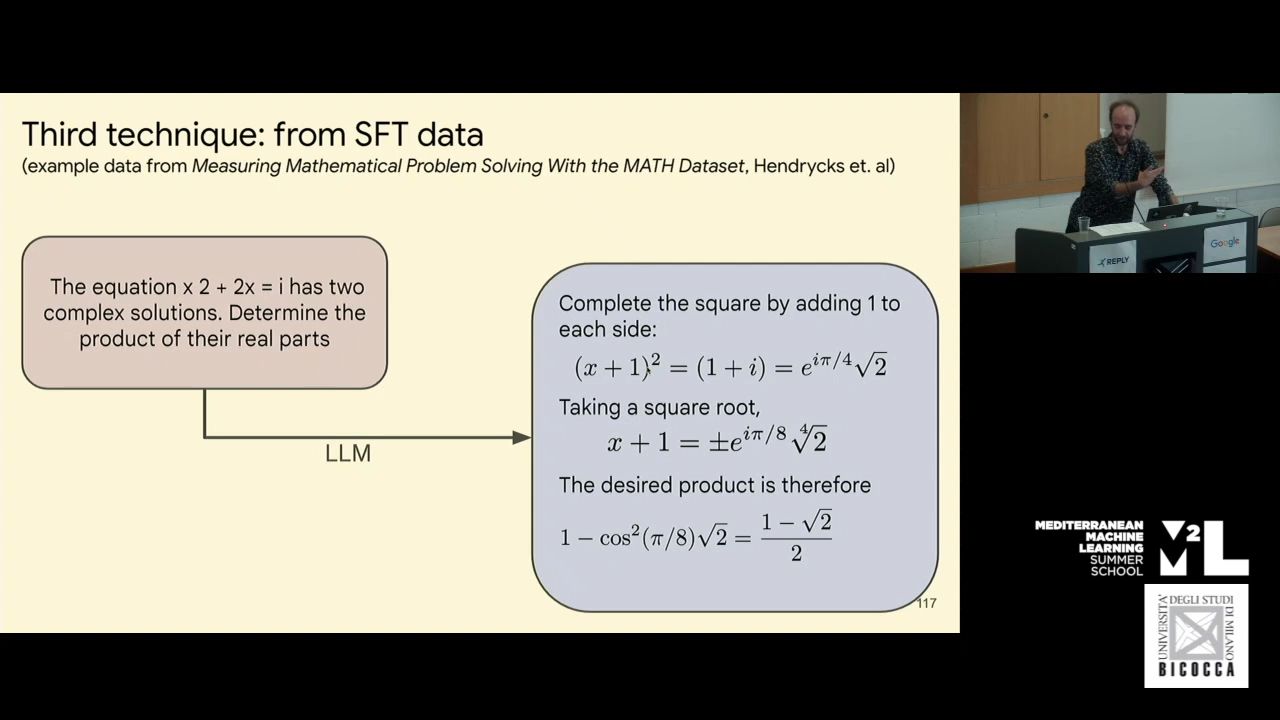 Third technique: from SFT data
(example data from Measuring Mathematical Problem Solving With the MATH Dataset, Hendrycks et. al)
The equation x 2 + 2x = i has two
complex solutions. Determine the
product of their real parts
LLM
Complete the square by adding 1 to
each side:
(x + 1)² = (1 + i) = e^{iπ/4}√2
Taking a square root,
x + 1 = ±e^{iπ/8}∜2
The desired product is therefore
1 − cos²(π/8)√2 = \frac{1 − √2}{2}
117
REPLY
Google
MEDITERRANEAN
MACHINE
LEARNING
SUMMER
SCHOOL
M2L
UNIVERSITA'
DEGLI STUDI
DI MILANO
BICOCCA